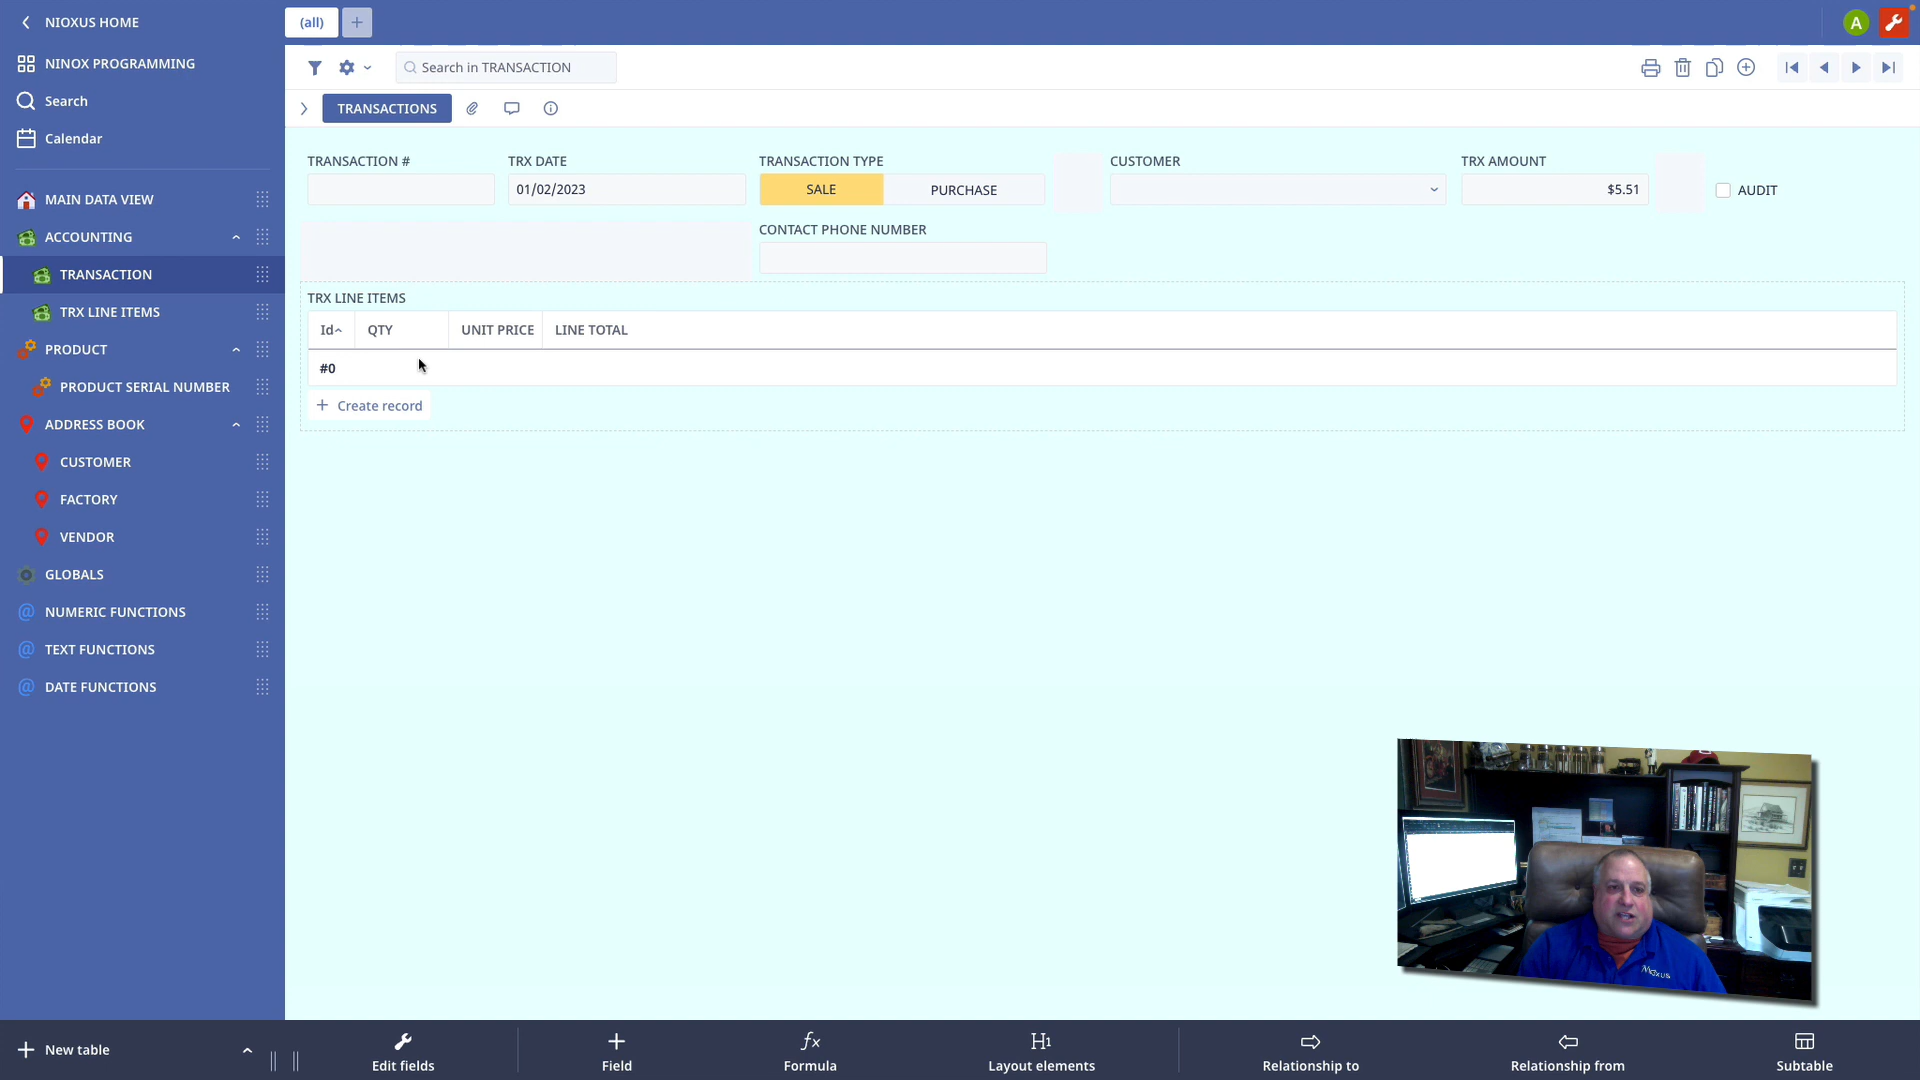 NIOXUS HOME
(all)
A
NINOX PROGRAMMING
Search in TRANSACTION
Search
TRANSACTIONS
Calendar
TRANSACTION #
TRX DATE
TRANSACTION TYPE
CUSTOMER
TRX AMOUNT
01/02/2023
SALE
PURCHASE
$5.51
AUDIT
CONTACT PHONE NUMBER
MAIN DATA VIEW
ACCOUNTING
TRANSACTION
TRX LINE ITEMS
PRODUCT
PRODUCT SERIAL NUMBER
ADDRESS BOOK
CUSTOMER
FACTORY
VENDOR
GLOBALS
@ NUMERIC FUNCTIONS
@ TEXT FUNCTIONS
@ DATE FUNCTIONS
TRX LINE ITEMS
Id QTY UNIT PRICE LINE TOTAL
#0
+ Create record
Nioxus
+ New table
Edit fields
Field
fx
Formula
H1
Layout elements
Relationship to
Relationship from
Subtable